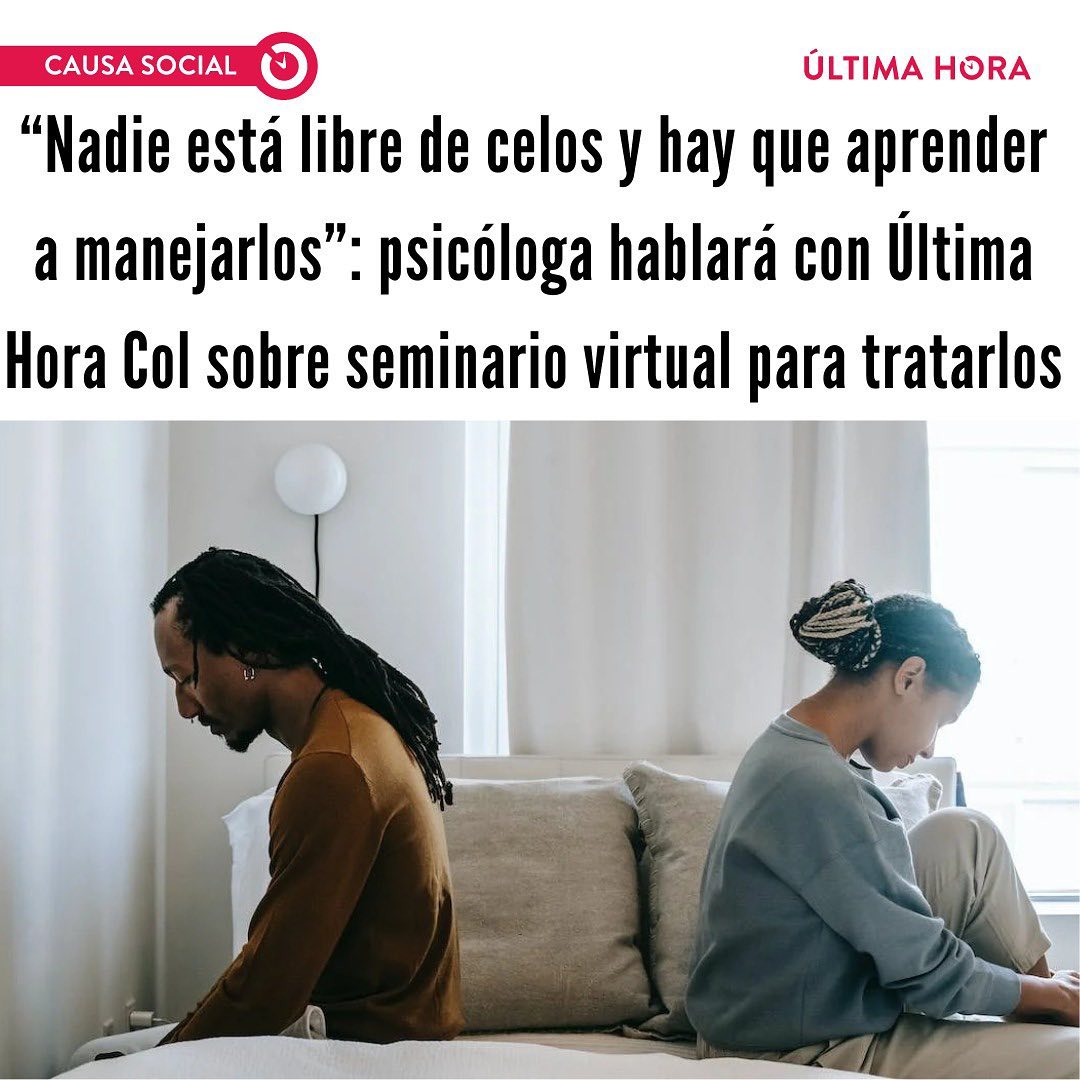 CAUSA SOCIAL
ÚLTIMA HORA
“Nadie está libre de celos y hay que aprender
a manejarlos”: psicóloga hablará con Última
Hora Col sobre seminario virtual para tratarlos